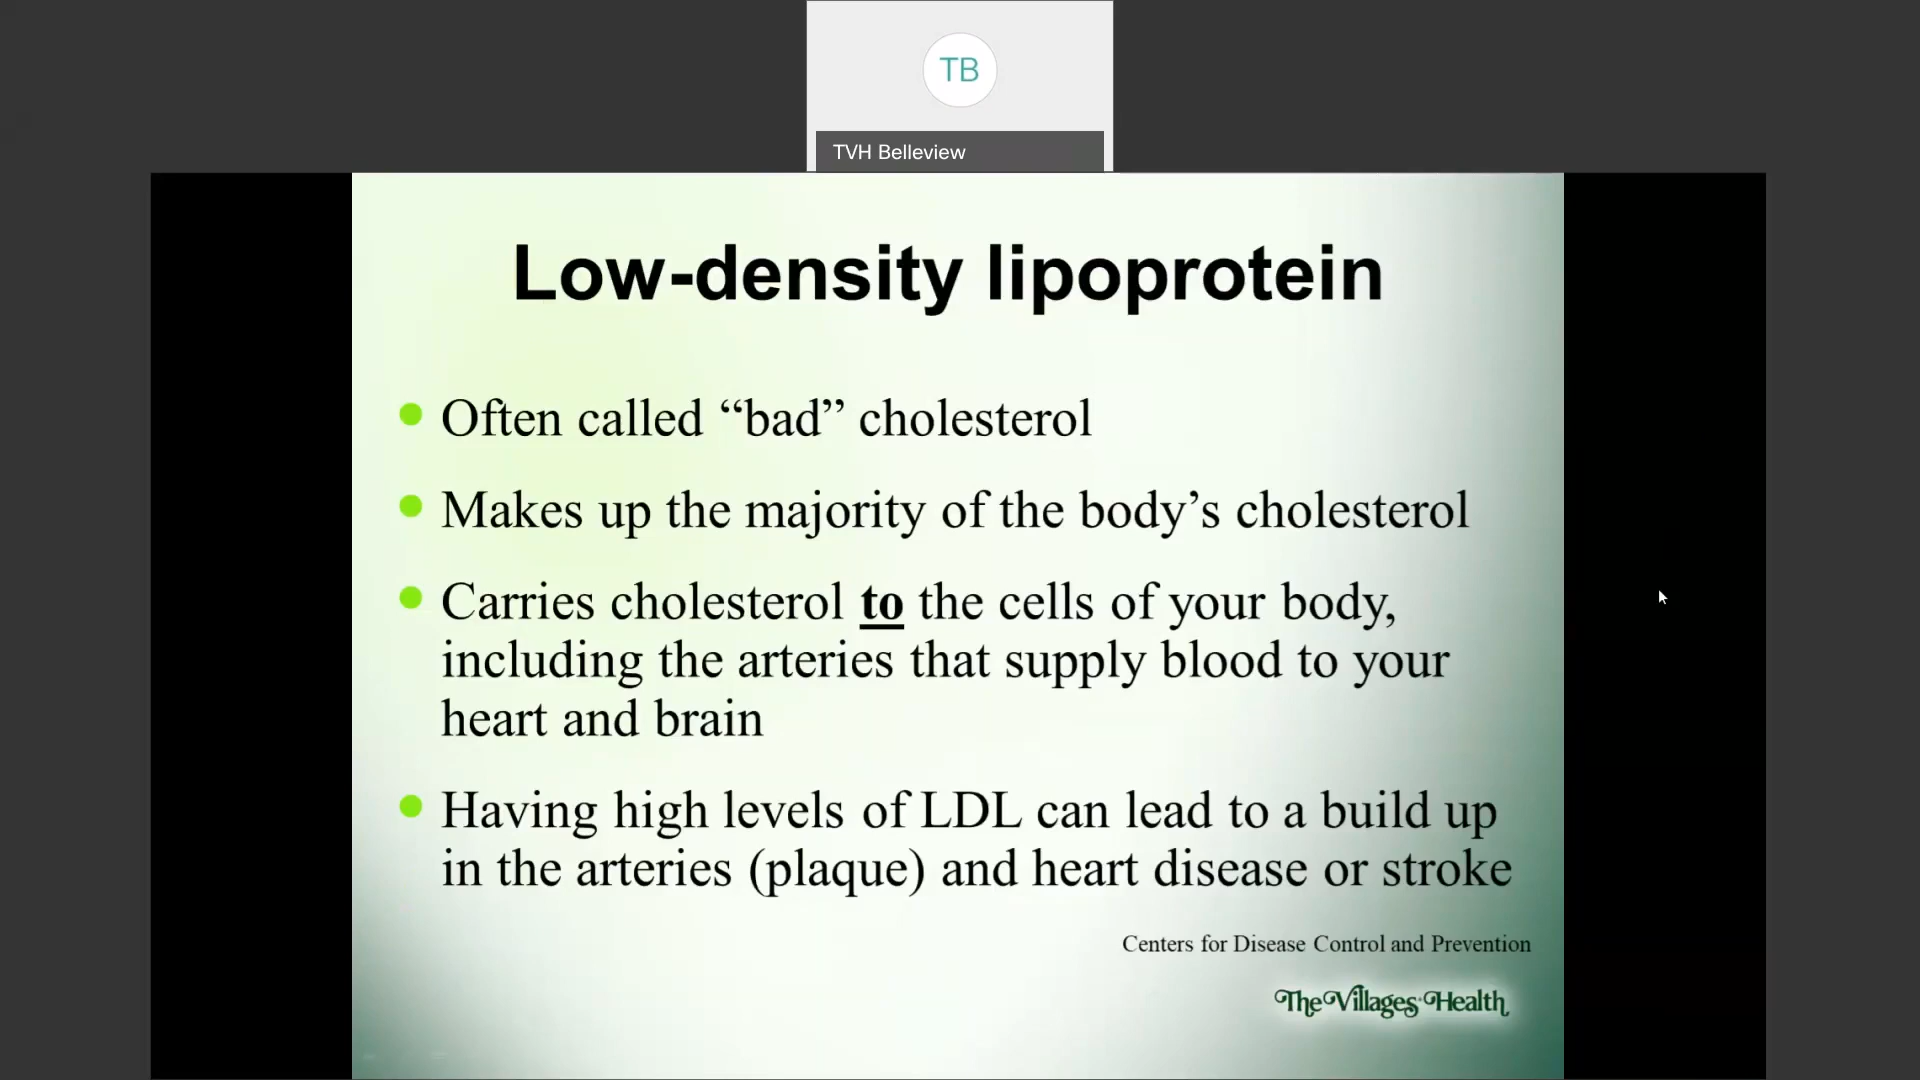 TB
TVH Belleview
Low-density lipoprotein
Often called “bad” cholesterol
Makes up the majority of the body’s cholesterol
Carries cholesterol to the cells of your body,
including the arteries that supply blood to your
heart and brain
Having high levels of LDL can lead to a build up
in the arteries (plaque) and heart disease or stroke
Centers for Disease Control and Prevention
The Villages Health